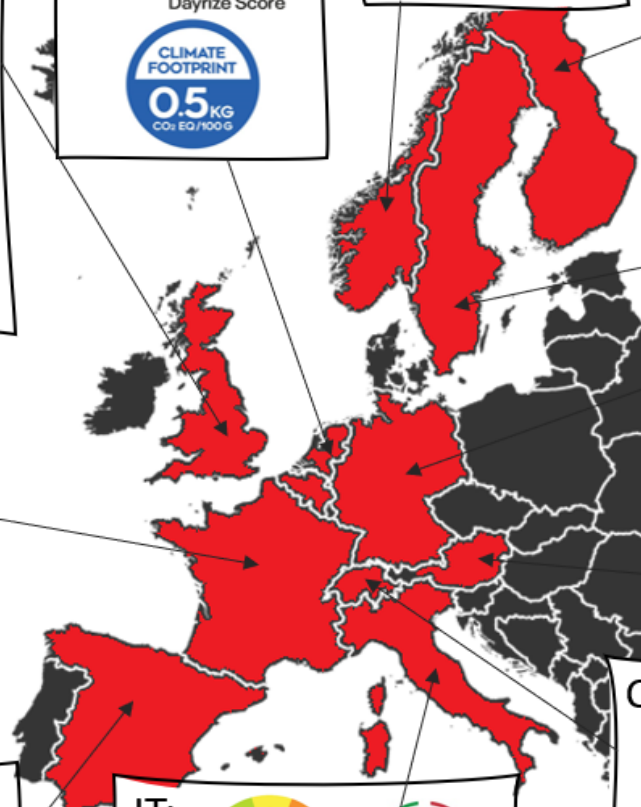 Dayrize Score
CLIMATE
FOOTPRINT
0.5KG
CO₂ EQ/100 G
IT: